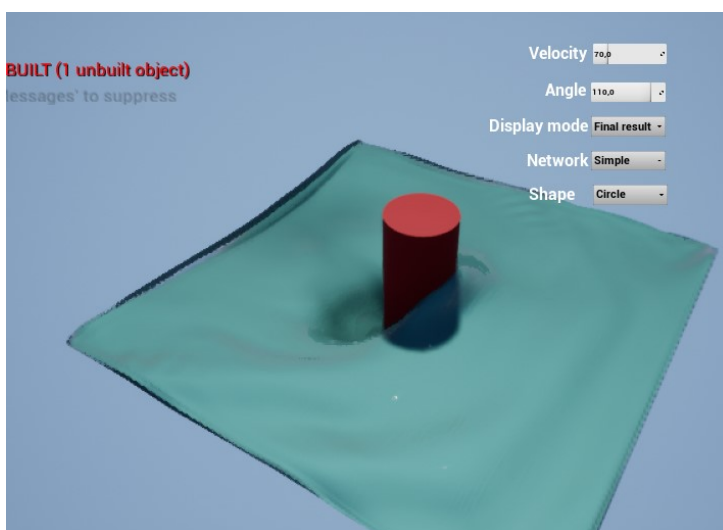 Velocity 70,0
BUILT (1 unbuilt object)
Angle 110,0
essages' to suppress
Display mode Final result
Network Simple
Shape Circle